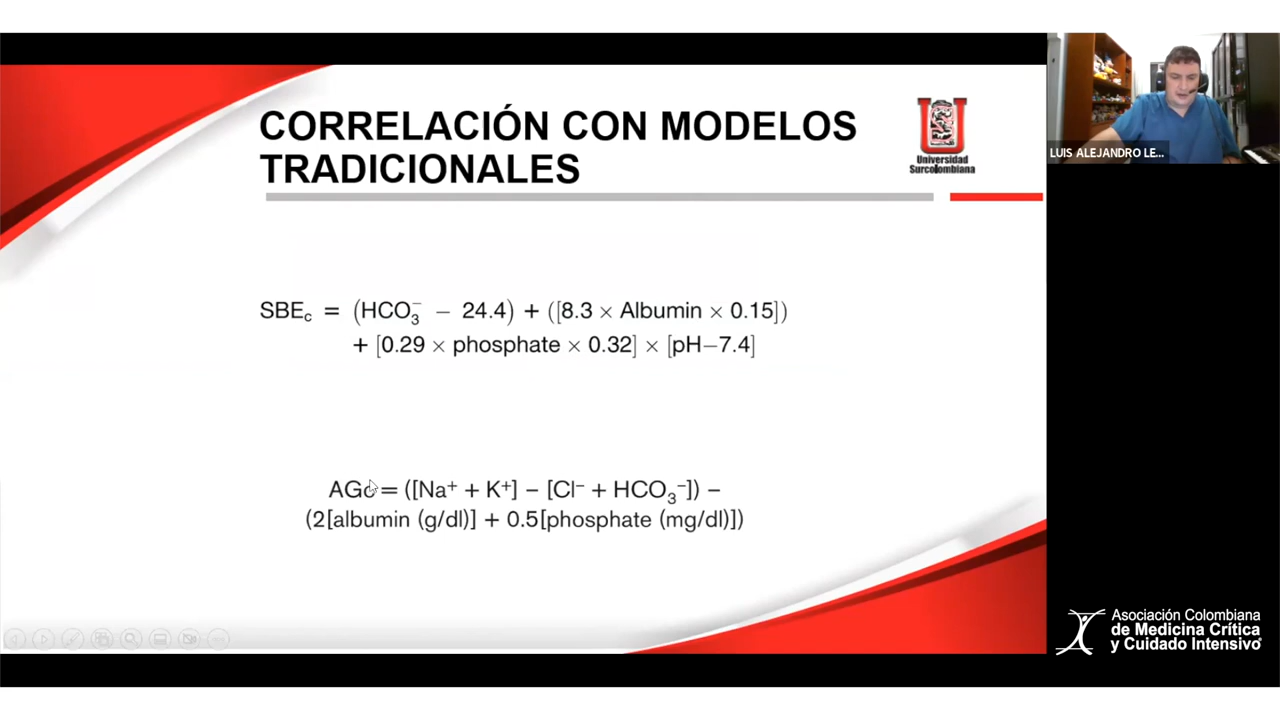 CORRELACIÓN CON MODELOS
TRADICIONALES
Universidad
Surcolombiana
LUIS ALEJANDRO LE...
SBE₍c₎ = (HCO₃⁻ − 24.4) + ([8.3 × Albumin × 0.15])
+ [0.29 × phosphate × 0.32] × [pH−7.4]
AGc = ([Na⁺ + K⁺] − [Cl⁻ + HCO₃⁻]) −
(2[albumin (g/dl)] + 0.5[phosphate (mg/dl)])
Asociación Colombiana
de Medicina Crítica
y Cuidado Intensivo